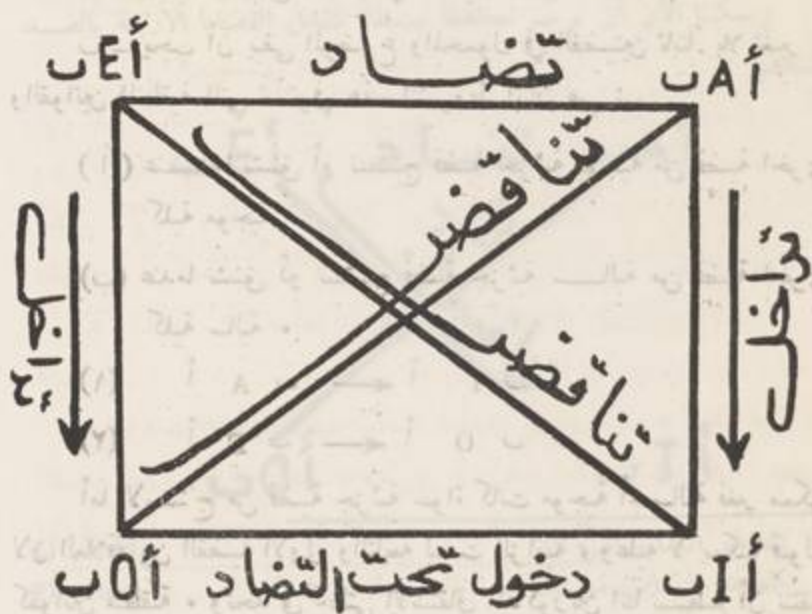 أAب تضاد أEب
تناقض
تناقض
تداخل
تداخل
أIب دخول تحت التضاد أOب